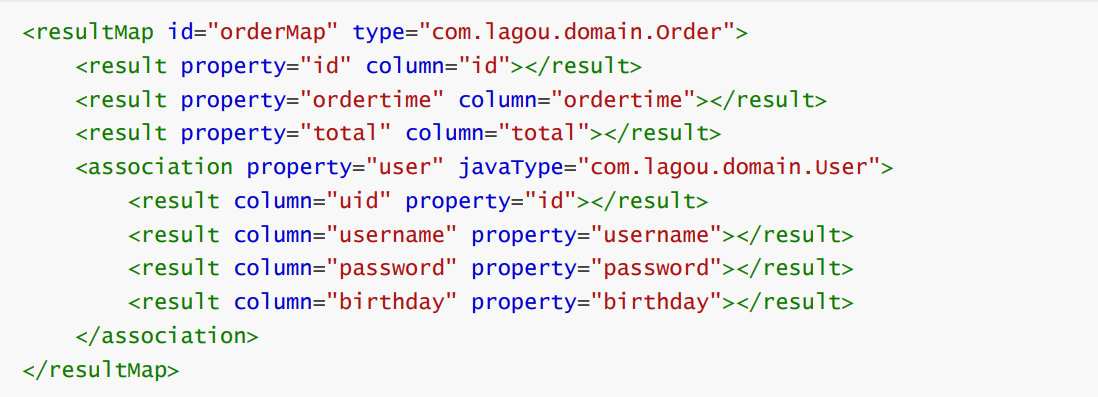 <resultMap id="orderMap" type="com.lagou.domain.Order">
<result property="id" column="id"></result>
<result property="ordertime" column="ordertime"></result>
<result property="total" column="total"></result>
<association property="user" javaType="com.lagou.domain.User">
<result column="uid" property="id"></result>
<result column="username" property="username"></result>
<result column="password" property="password"></result>
<result column="birthday" property="birthday"></result>
</association>
</resultMap>